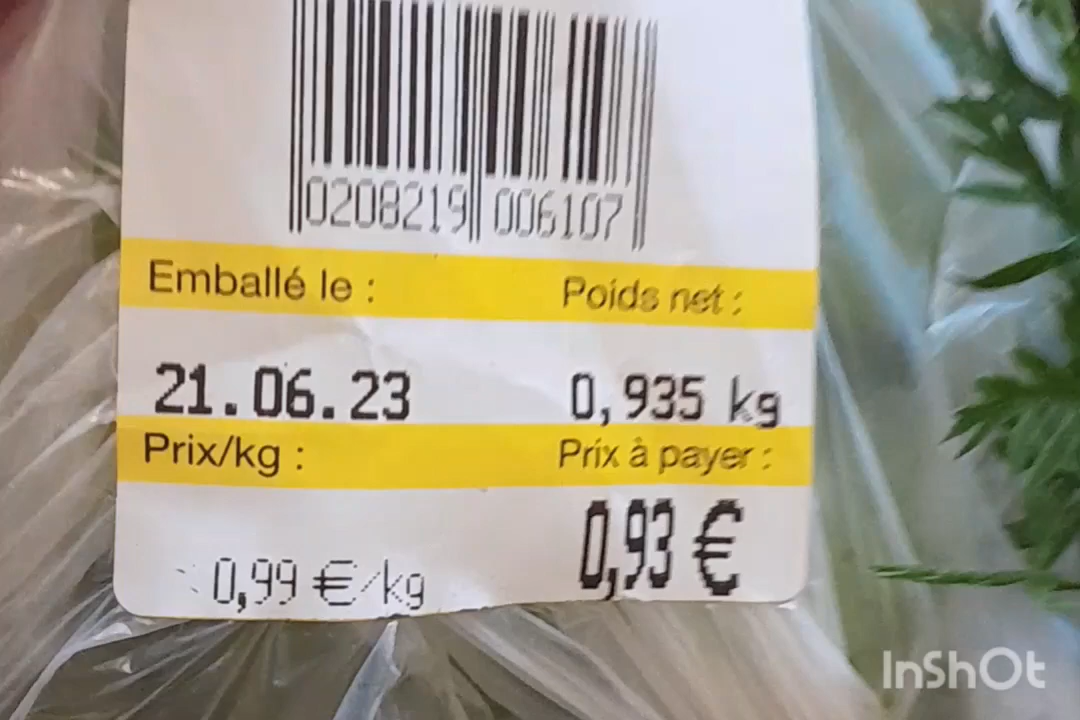 0208219 006107
Emballé le : Poids net :
21.06.23 0,935 kg
Prix/kg : Prix à payer :
0,99 €/kg 0,93 €
InShOt